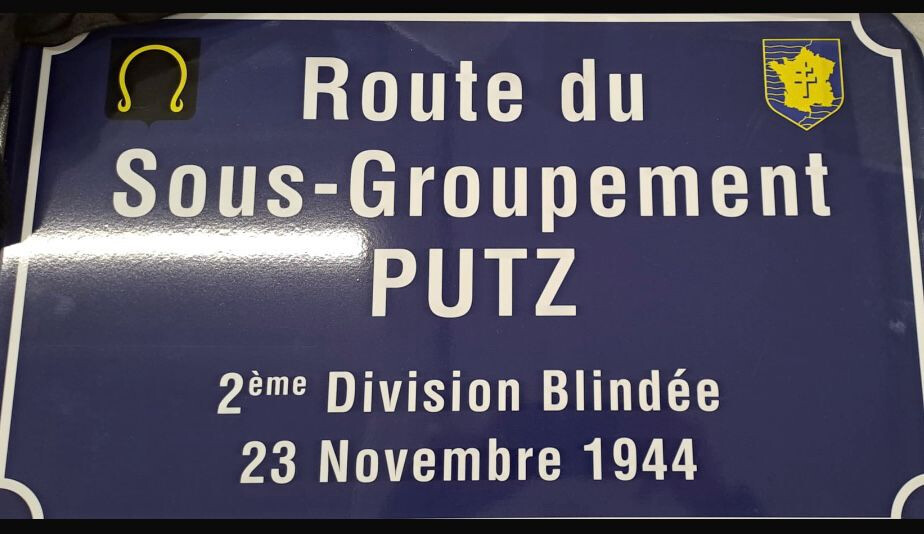 Route du
Sous-Groupement
PUTZ
2ème Division Blindée
23 Novembre 1944